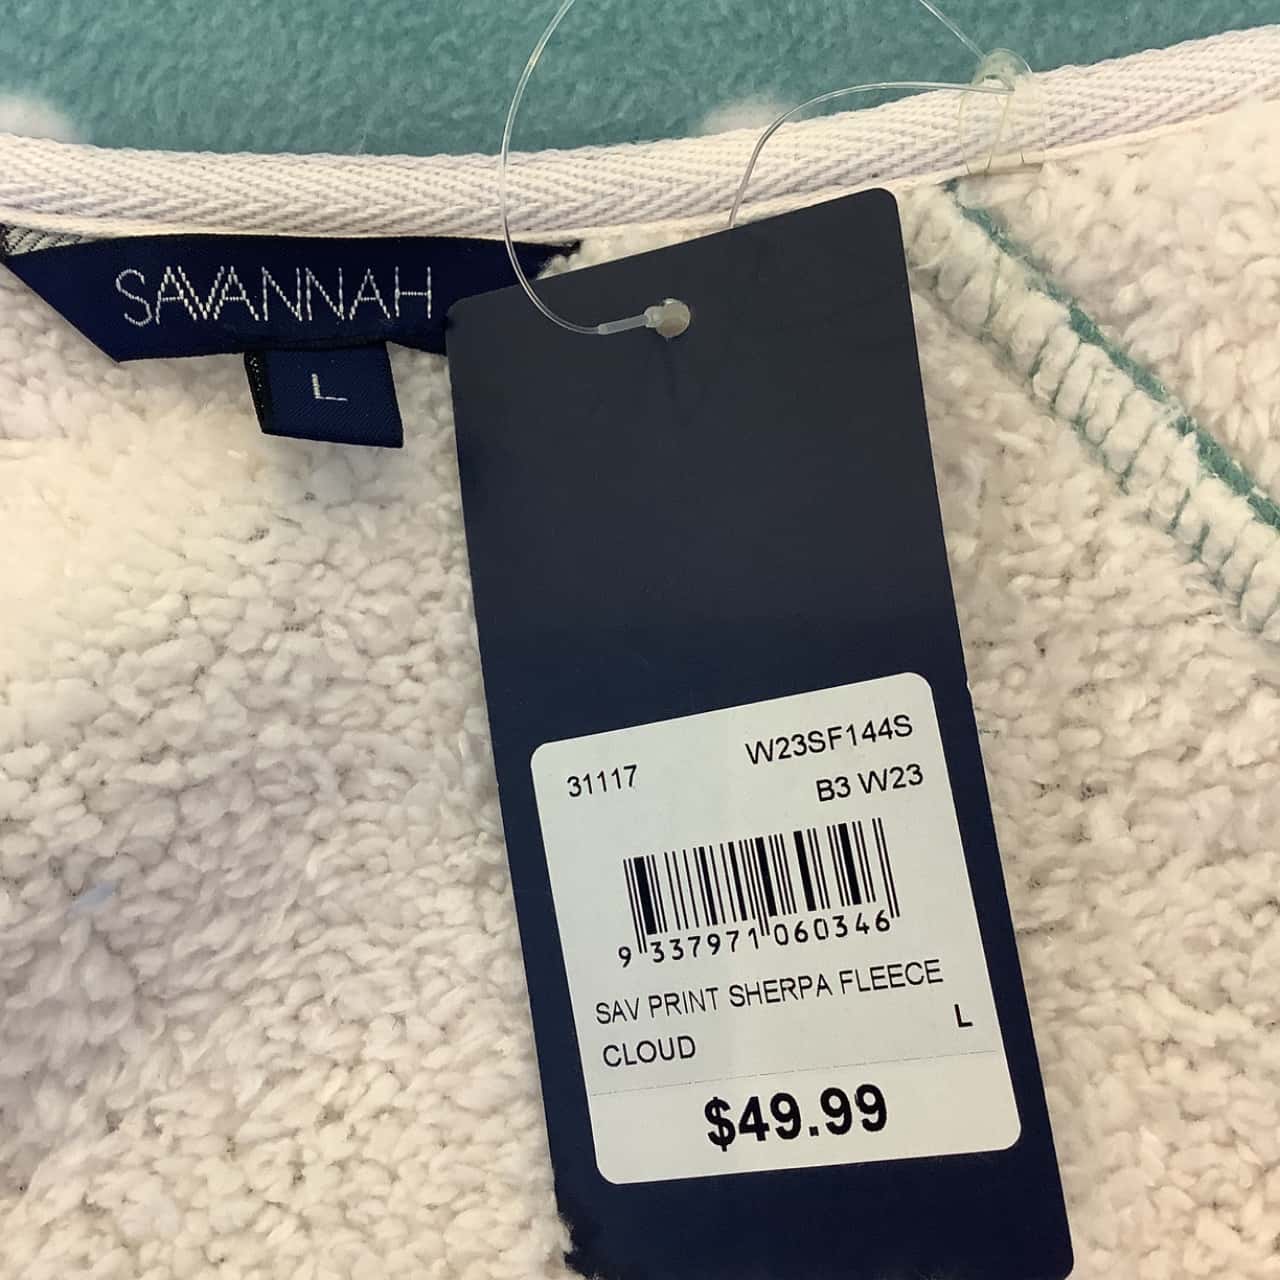 SAVANNAH
L
31117
W23SF144S
B3 W23
9 337971 060346
SAV PRINT SHERPA FLEECE
CLOUD
L
$49.99